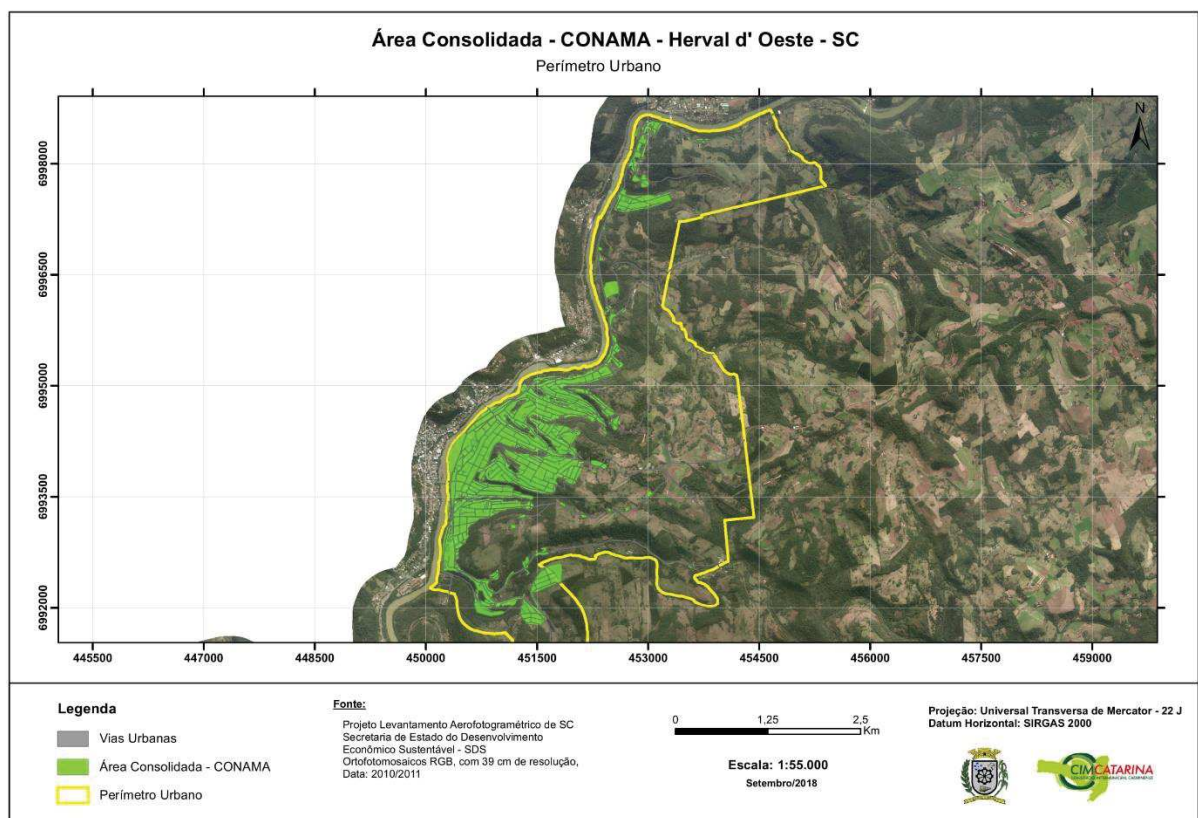 Área Consolidada - CONAMA - Herval d' Oeste - SC
Perímetro Urbano
N
6998000
6996500
6995000
6993500
6992000
445500 447000 448500 450000 451500 453000 454500 456000 457500 459000
Legenda
Vias Urbanas
Área Consolidada - CONAMA
Perímetro Urbano
Fonte:
Projeto Levantamento Aerofotogramétrico de SC
Secretaria de Estado do Desenvolvimento
Econômico Sustentável - SDS
Ortofotomosaicos RGB, com 39 cm de resolução,
Data: 2010/2011
0 1,25 2,5
Km
Escala: 1:55.000
Setembro/2018
Projeção: Universal Transversa de Mercator - 22 J
Datum Horizontal: SIRGAS 2000
CIMCATARINA